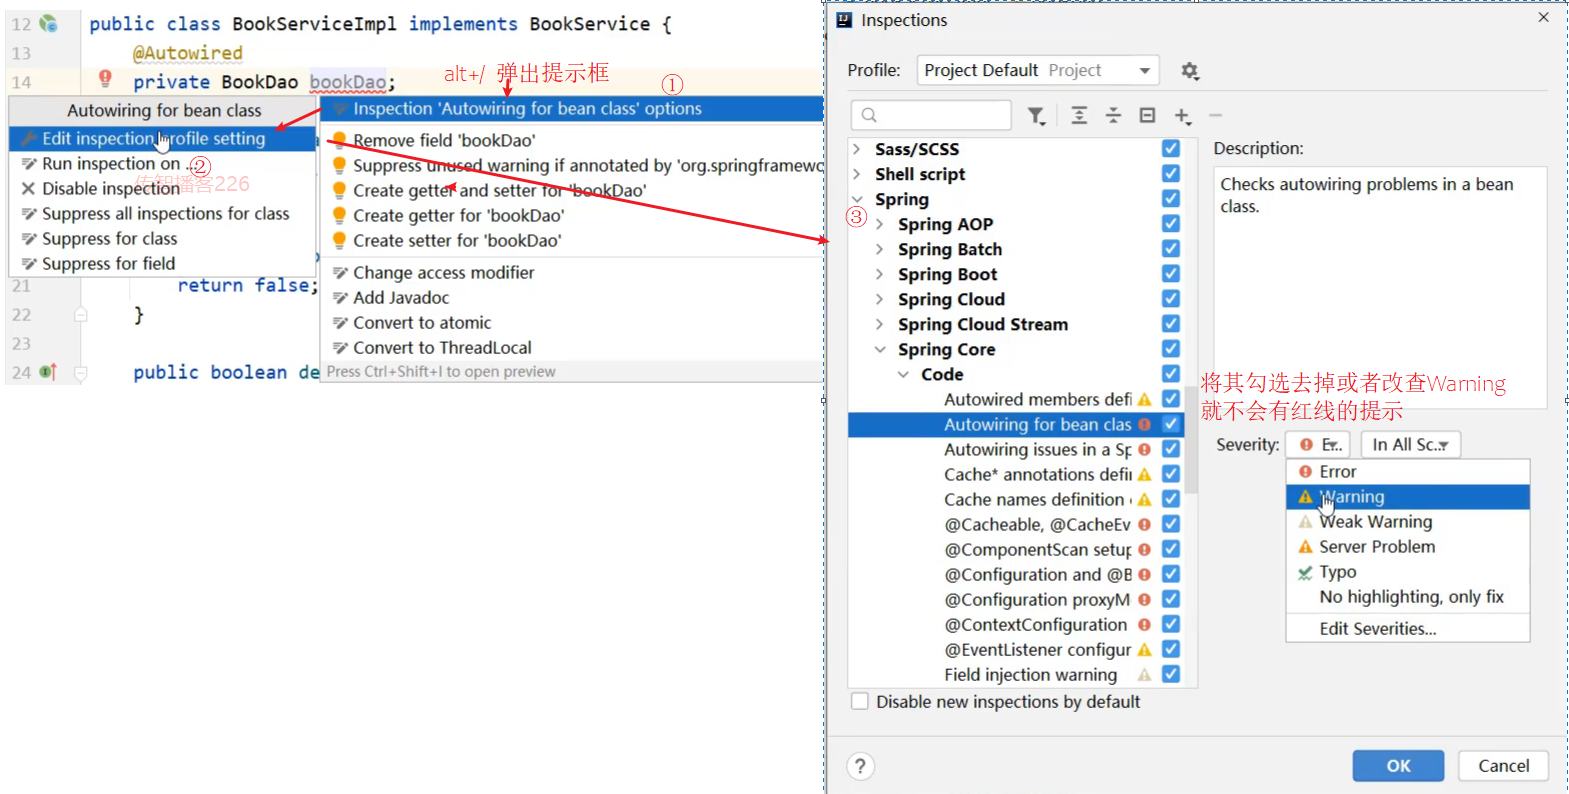 12 public class BookServiceImpl implements BookService {
13 @Autowired
14 private BookDao bookDao;
alt+/ 弹出提示框
①
Autowiring for bean class
Edit inspection profile setting
Run inspection on ...
②
传智播客226
Disable inspection
Suppress all inspections for class
Suppress for class
Suppress for field
Inspection 'Autowiring for bean class' options
Remove field 'bookDao'
Suppress unused warning if annotated by 'org.springframewo
Create getter and setter for 'bookDao'
Create getter for 'bookDao'
Create setter for 'bookDao'
Change access modifier
Add Javadoc
Convert to atomic
Convert to ThreadLocal
Press Ctrl+Shift+I to open preview
21 return false;
22 }
23
24 public boolean de
Inspections
Profile: Project Default Project
Sass/SCSS
Shell script
Spring
③
Spring AOP
Spring Batch
Spring Boot
Spring Cloud
Spring Cloud Stream
Spring Core
Code
Autowired members defi
Autowiring for bean clas
Autowiring issues in a Sp
Cache* annotations defin
Cache names definition
@Cacheable, @CacheEv
@ComponentScan setup
@Configuration and @B
@Configuration proxyM
@ContextConfiguration
@EventListener configur
Field injection warning
Disable new inspections by default
Description:
Checks autowiring problems in a bean
class.
将其勾选去掉或者改查Warning
就不会有红线的提示
Severity: E.. In All Sc..
Error
Warning
Weak Warning
Server Problem
Typo
No highlighting, only fix
Edit Severities...
?
OK
Cancel